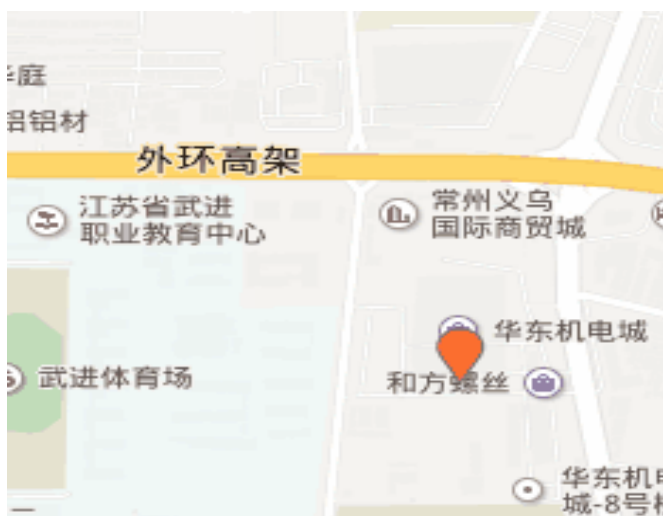 华庭
铝铝材
外环高架
江苏省武进
职业教育中心
常州义乌
国际商贸城
华东机电城
武进体育场
和方螺丝
华东机
城-8号